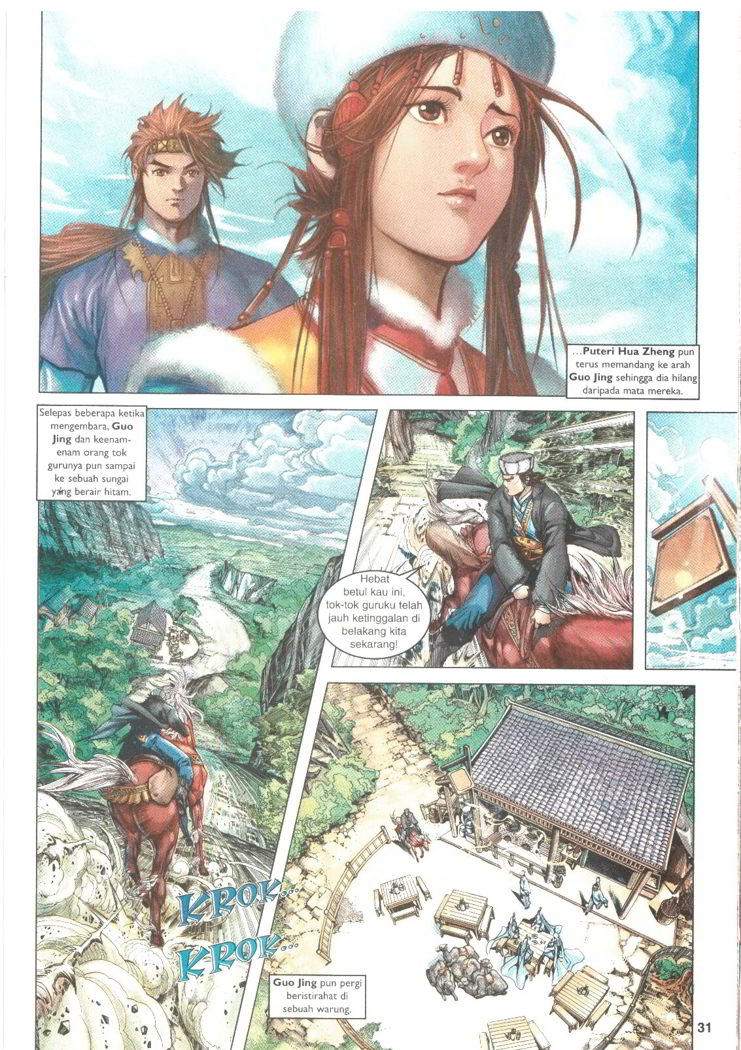 ...Puteri Hua Zheng pun
terus memandang ke arah
Guo Jing sehingga dia hilang
daripada mata mereka.
Selepas beberapa ketika
mengembara, Guo
Jing dan keenam-
enam orang tok
gurunya pun sampai
ke sebuah sungai
yang berair hitam.
Hebat
betul kau ini,
tok-tok guruku telah
jauh ketinggalan di
belakang kita
sekarang!
KROK...
KROK...
Guo Jing pun pergi
beristirahat di
sebuah warung.
31